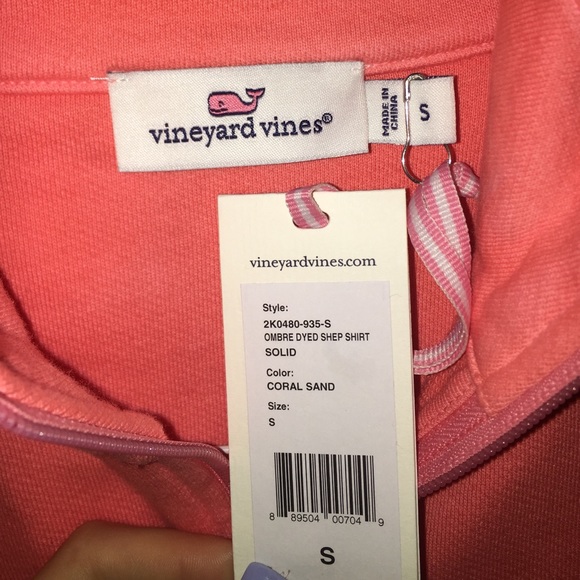 vineyard vines®
MADE IN
CHINA
S
vineyardvines.com
Style:
2K0480-935-S
OMBRE DYED SHEP SHIRT
SOLID
Color:
CORAL SAND
Size:
S
8 89504 00704 9
S